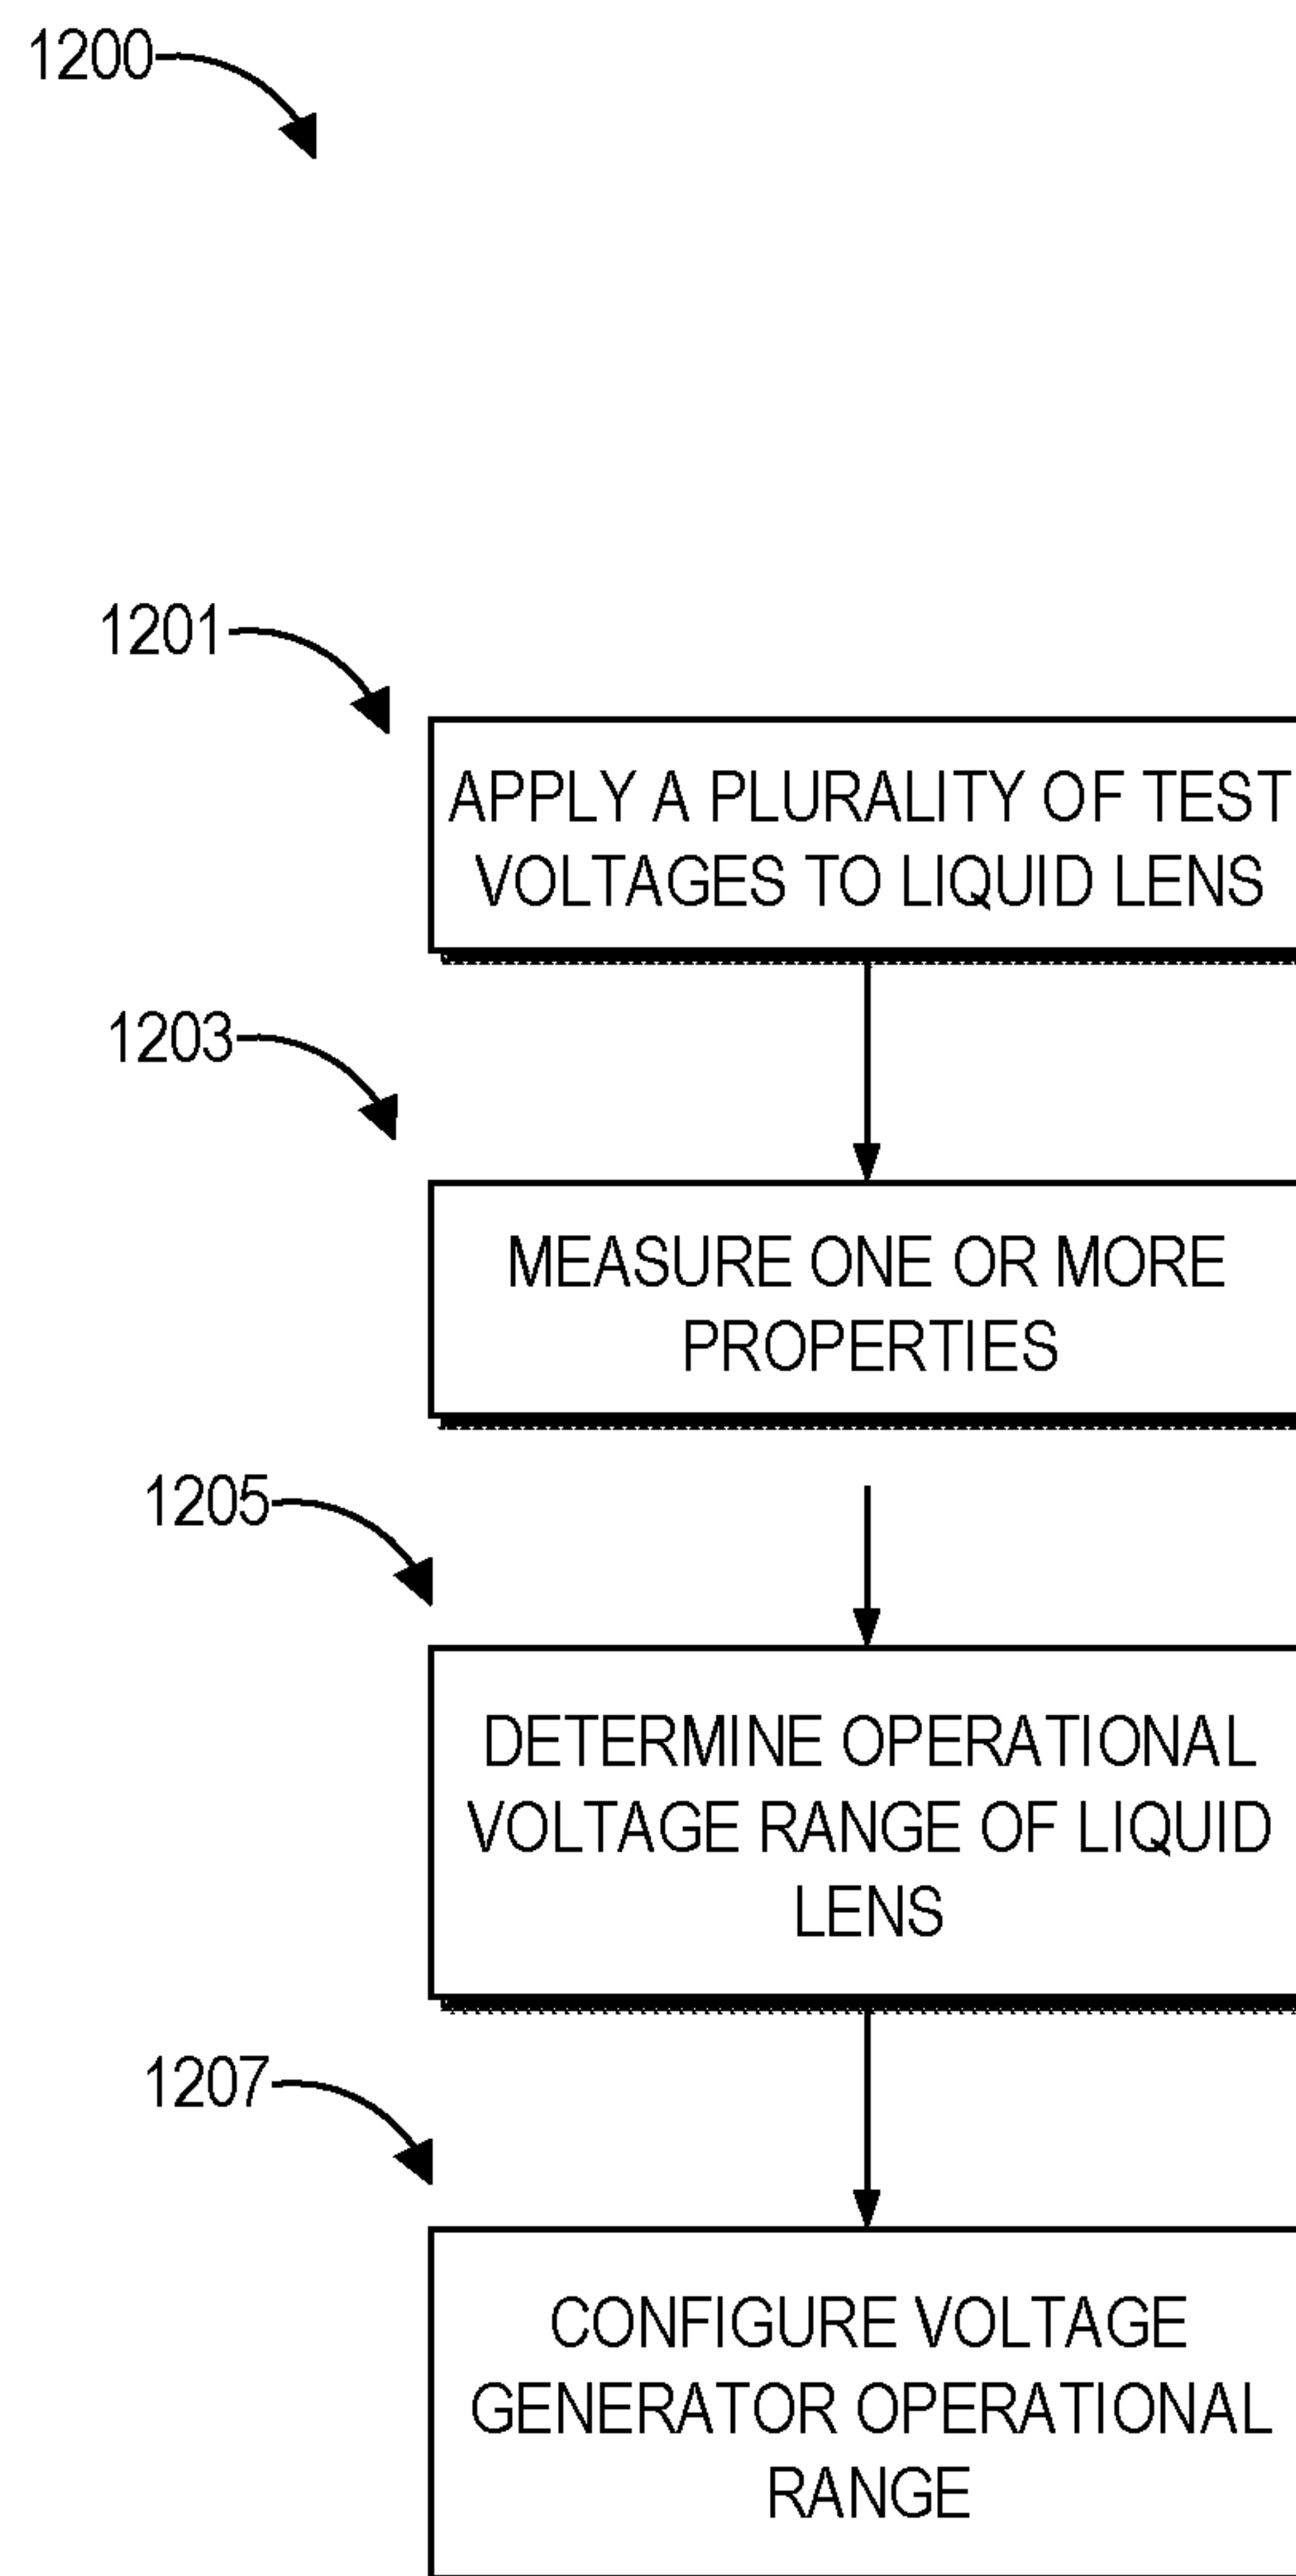 1200
1201
APPLY A PLURALITY OF TEST
VOLTAGES TO LIQUID LENS
1203
MEASURE ONE OR MORE
PROPERTIES
1205
DETERMINE OPERATIONAL
VOLTAGE RANGE OF LIQUID
LENS
1207
CONFIGURE VOLTAGE
GENERATOR OPERATIONAL
RANGE